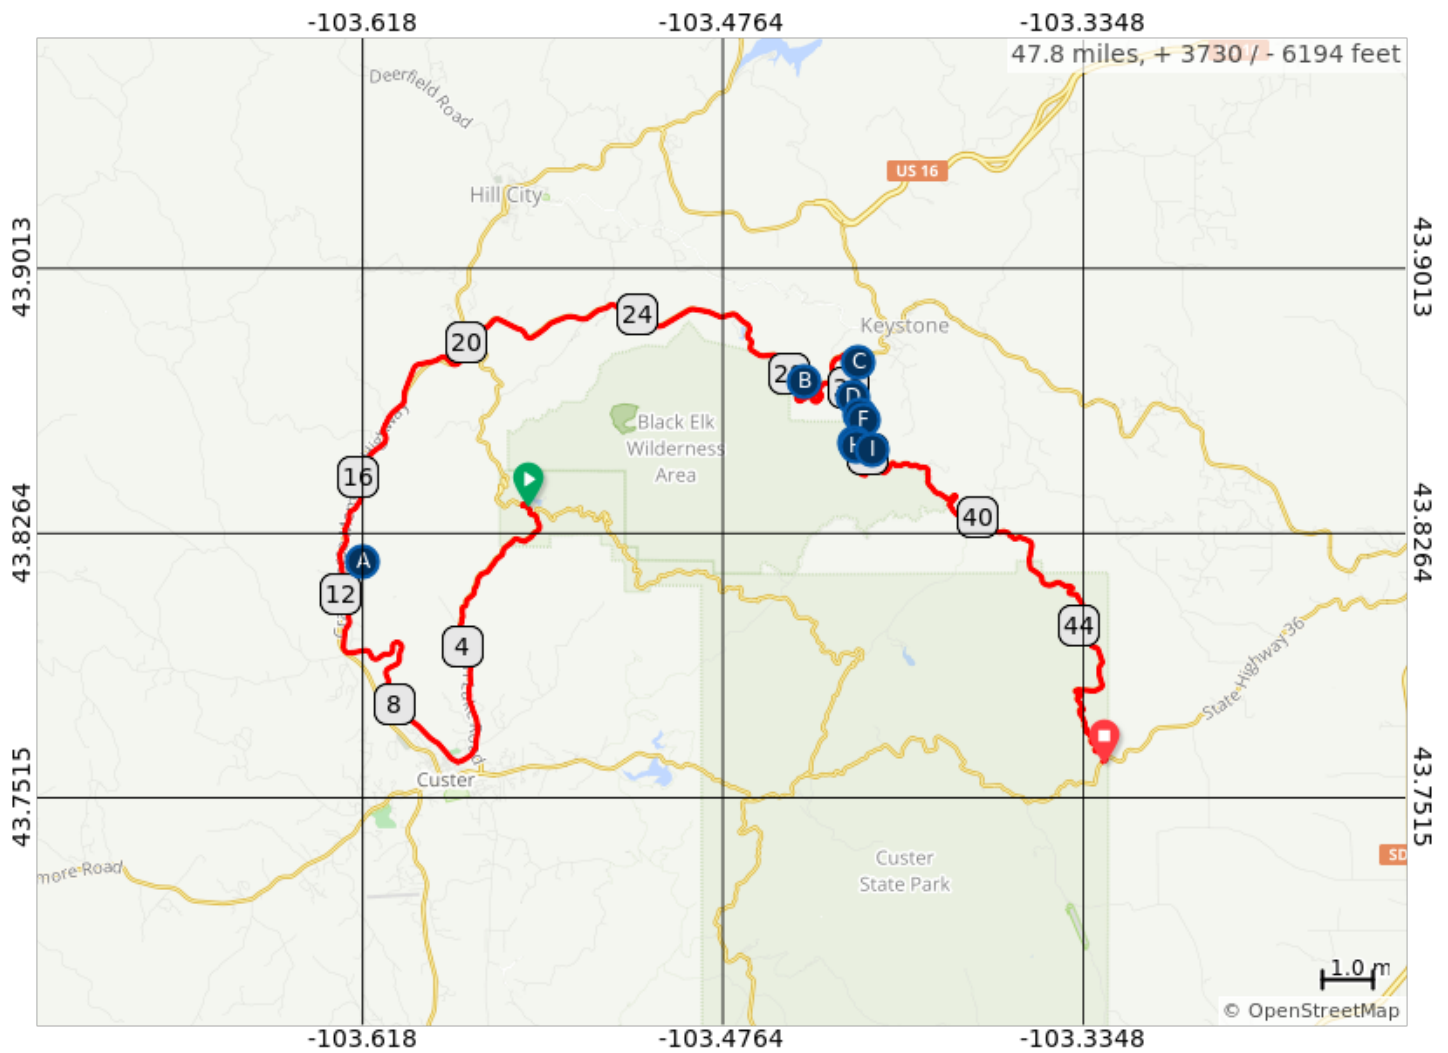 -103.618 -103.4764 -103.3348
47.8 miles, + 3730 / - 6194 feet
Deerfield Road
US 16
Hill City
43.9013
43.9013
24
Keystone
20
C
B
D
Black Elk
Wilderness
Area
F
H I
16
43.8264
43.8264
40
A
12
44
4
State Highway 36
8
Custer
43.7515
43.7515
SD
Custer
State Park
more Road
1.0 m
© OpenStreetMap
-103.618 -103.4764 -103.3348